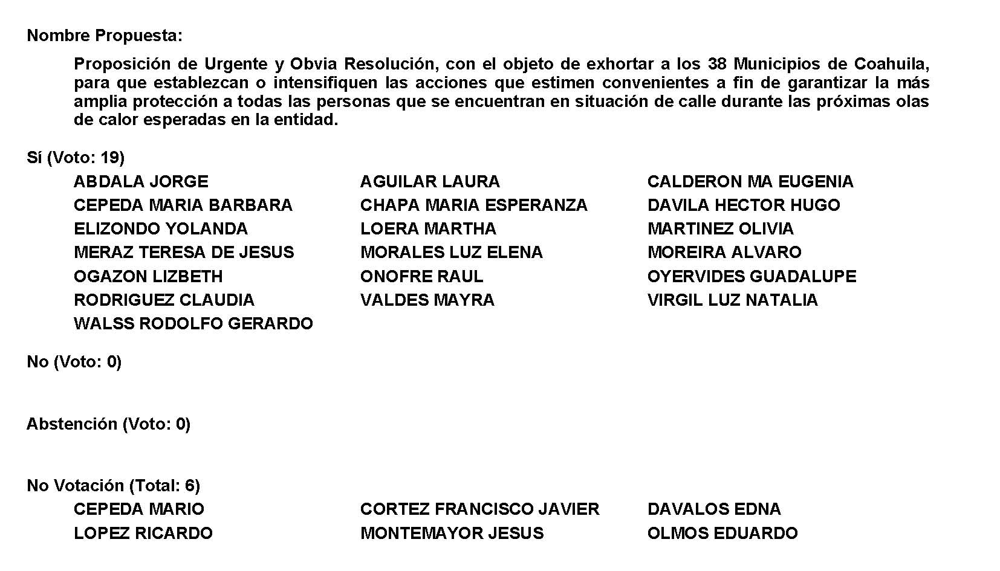 Nombre Propuesta:
Proposición de Urgente y Obvia Resolución, con el objeto de exhortar a los 38 Municipios de Coahuila,
para que establezcan o intensifiquen las acciones que estimen convenientes a fin de garantizar la más
amplia protección a todas las personas que se encuentran en situación de calle durante las próximas olas
de calor esperadas en la entidad.
Sí (Voto: 19)
ABDALA JORGE AGUILAR LAURA CALDERON MA EUGENIA
CEPEDA MARIA BARBARA CHAPA MARIA ESPERANZA DAVILA HECTOR HUGO
ELIZONDO YOLANDA LOERA MARTHA MARTINEZ OLIVIA
MERAZ TERESA DE JESUS MORALES LUZ ELENA MOREIRA ALVARO
OGAZON LIZBETH ONOFRE RAUL OYERVIDES GUADALUPE
RODRIGUEZ CLAUDIA VALDES MAYRA VIRGIL LUZ NATALIA
WALSS RODOLFO GERARDO
No (Voto: 0)
Abstención (Voto: 0)
No Votación (Total: 6)
CEPEDA MARIO CORTEZ FRANCISCO JAVIER DAVALOS EDNA
LOPEZ RICARDO MONTEMAYOR JESUS OLMOS EDUARDO